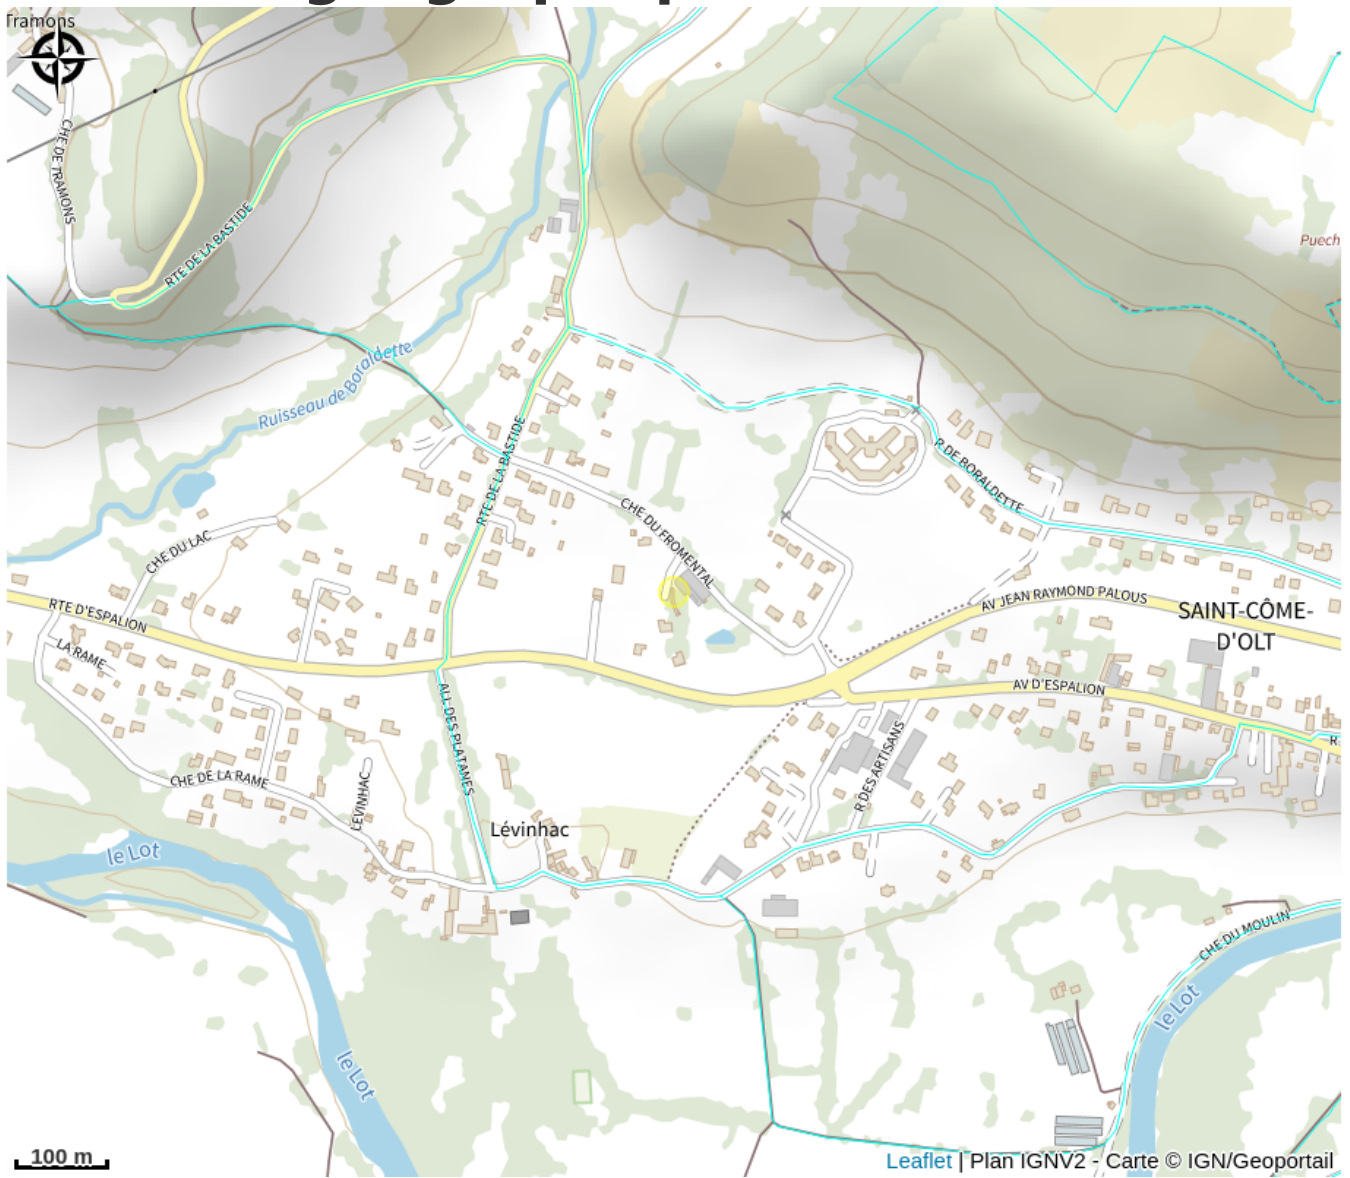 Tramons
CHE DE TRAMONS
RTE DE LA BASTIDE
Puech
Ruisseau de Boraldette
RTE DE LA BASTIDE
R DE BORALDETTE
CHE DU FROMENTAL
CHE DU LAC
RTE D'ESPALION
AV JEAN RAYMOND PALOUS
SAINT-CÔME-
D'OLT
LA RAME
AV D'ESPALION
ALL DES PLATANES
R
R DES ARTISANS
CHE DE LA RAME
LÉVINHAC
Lévinhac
le Lot
CHE DU MOULIN
le Lot
le Lot
100 m
Leaflet | Plan IGNV2 - Carte © IGN/Geoportail